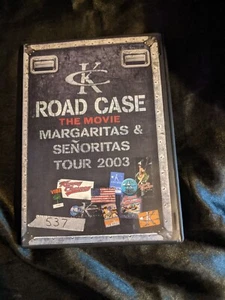 KC
ROAD CASE
THE MOVIE
MARGARITAS &
SEÑORITAS
TOUR 2003
537